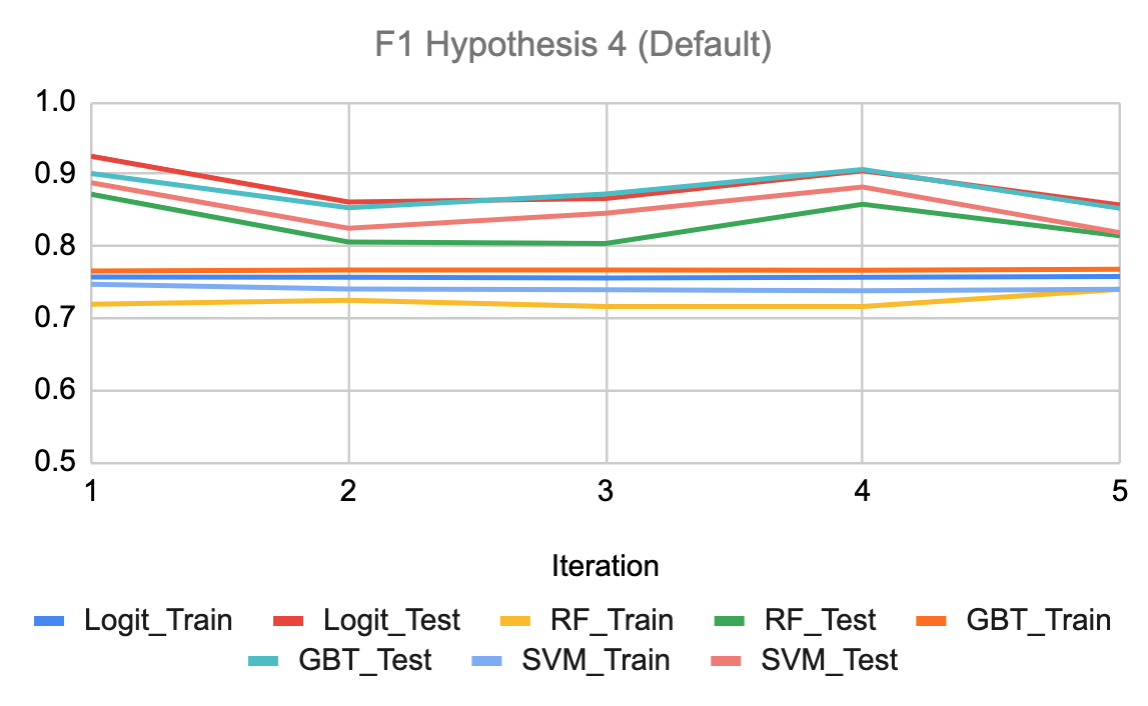 F1 Hypothesis 4 (Default)
1.0
0.9
0.8
0.7
0.6
0.5
1 2 3 4 5
Iteration
Logit_Train Logit_Test RF_Train RF_Test GBT_Train
GBT_Test SVM_Train SVM_Test